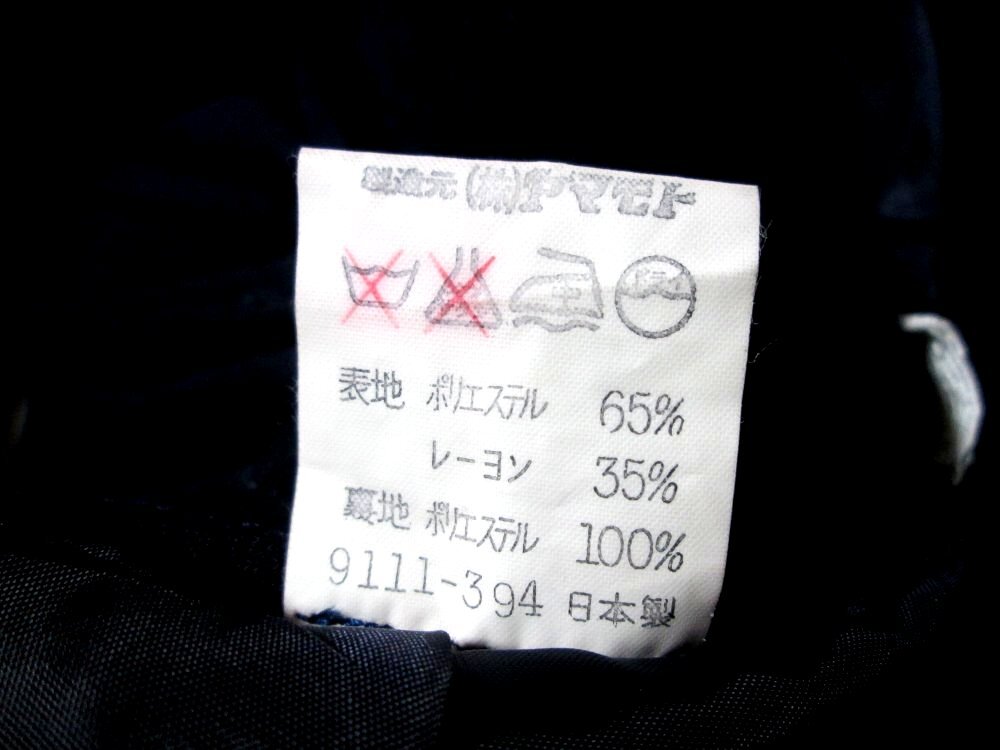 製造元 (株)ヤマモト
表地 ポリエステル 65%
レーヨン 35%
裏地 ポリエステル 100%
9111-394 日本製